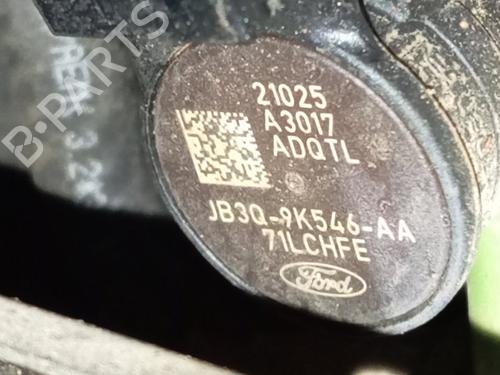 B-PARTS
21025
A3017
ADQTL
JB3Q-9K546-AA
71LCHFE
Ford